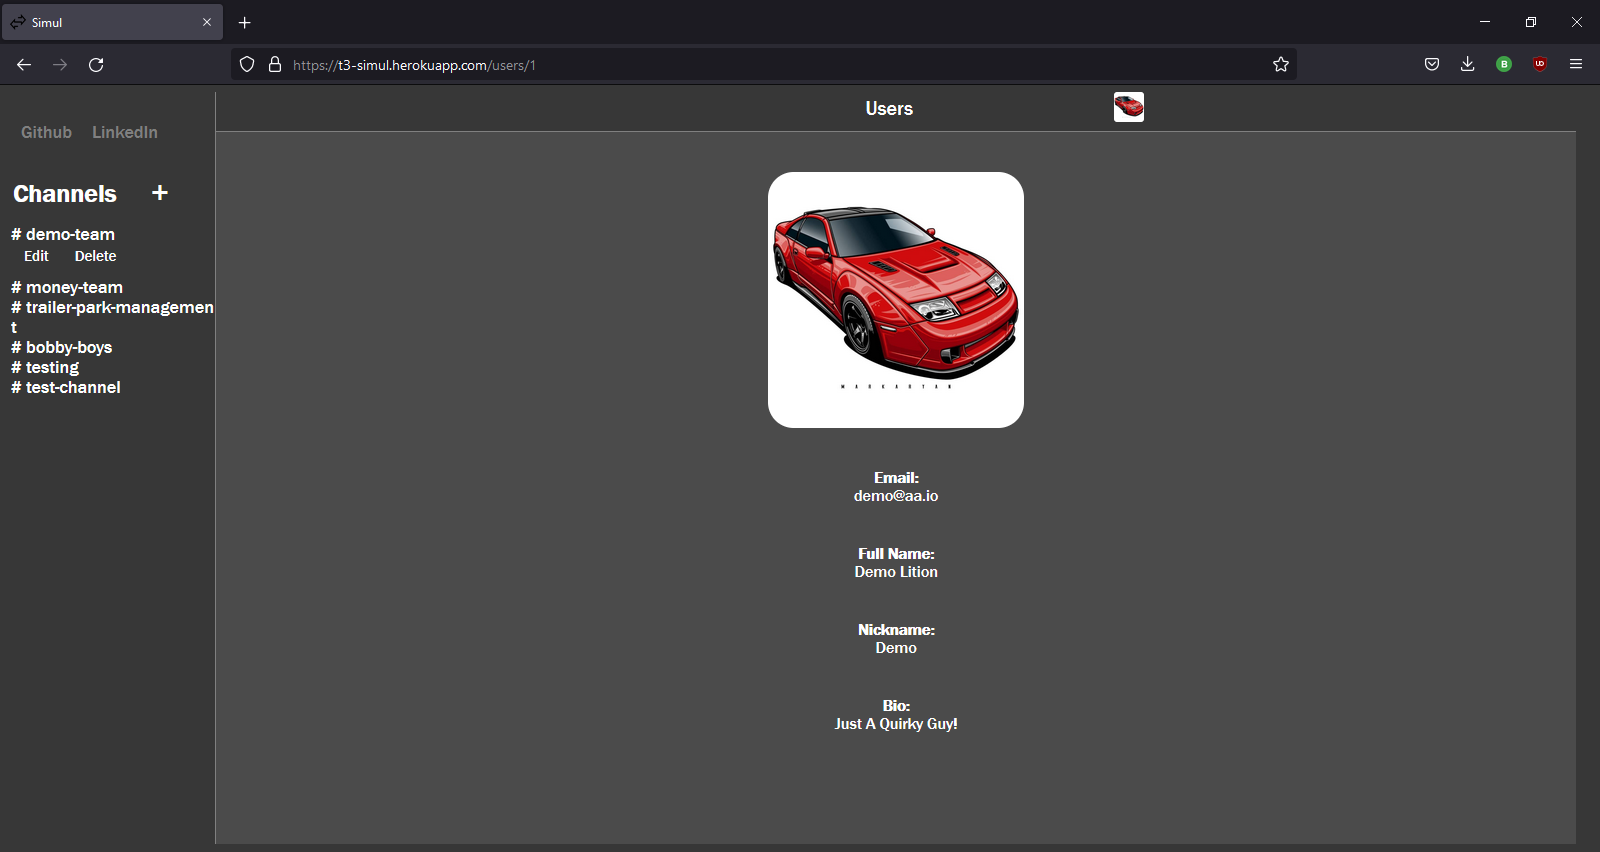 Simul
https://t3-simul.herokuapp.com/users/1
Github LinkedIn
Users
Channels +
# demo-team
Edit Delete
# money-team
# trailer-park-managemen
t
# bobby-boys
# testing
# test-channel
Email:
demo@aa.io
Full Name:
Demo Lition
Nickname:
Demo
Bio:
Just A Quirky Guy!